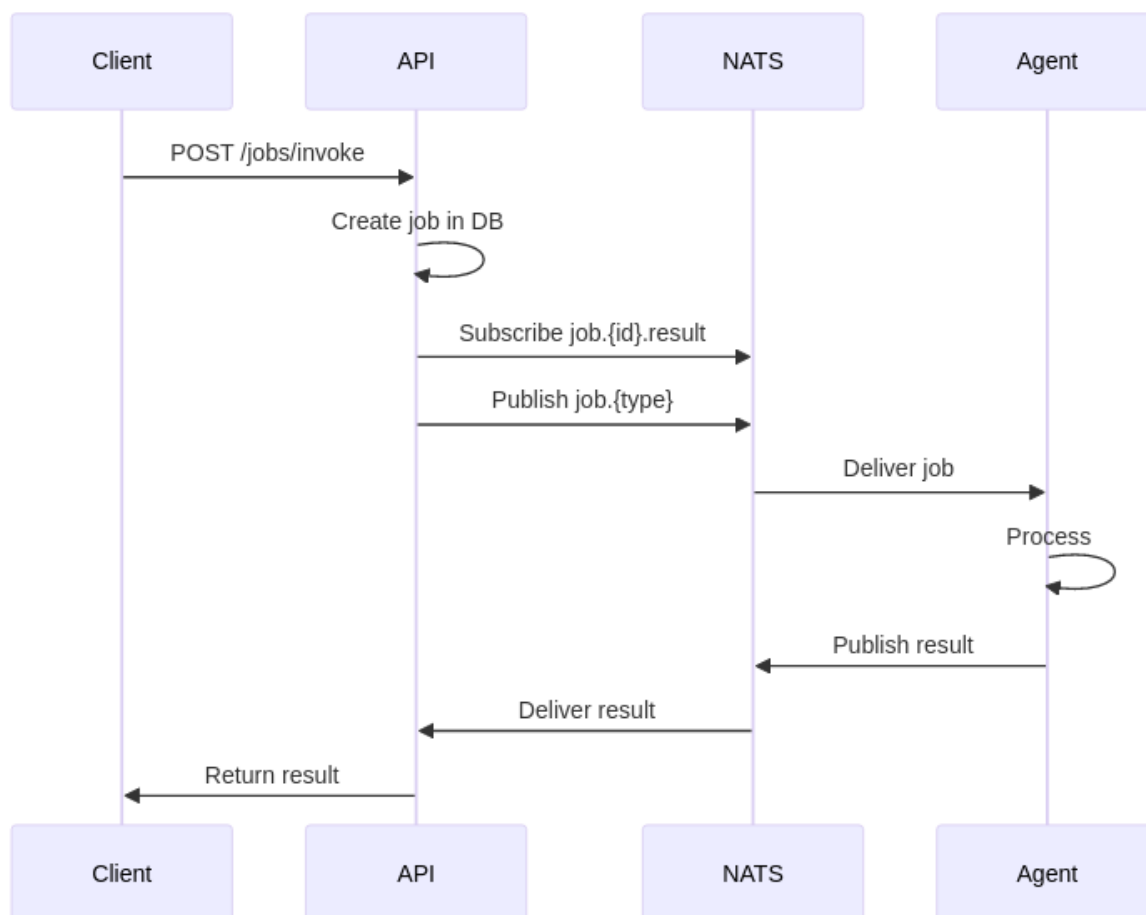 Client
API
NATS
Agent
POST /jobs/invoke
Create job in DB
Subscribe job.{id}.result
Publish job.{type}
Deliver job
Process
Publish result
Deliver result
Return result
Client
API
NATS
Agent